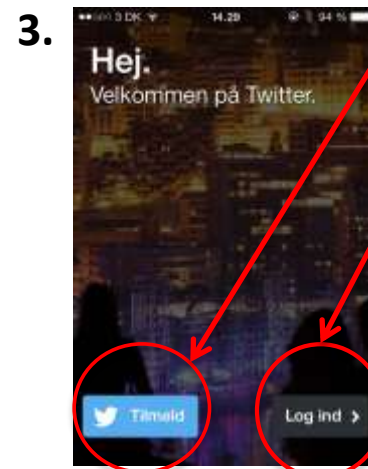 3.
3 DK 14.29 94 %
Hej.
Velkommen på Twitter.
Tilmeld
Log ind >